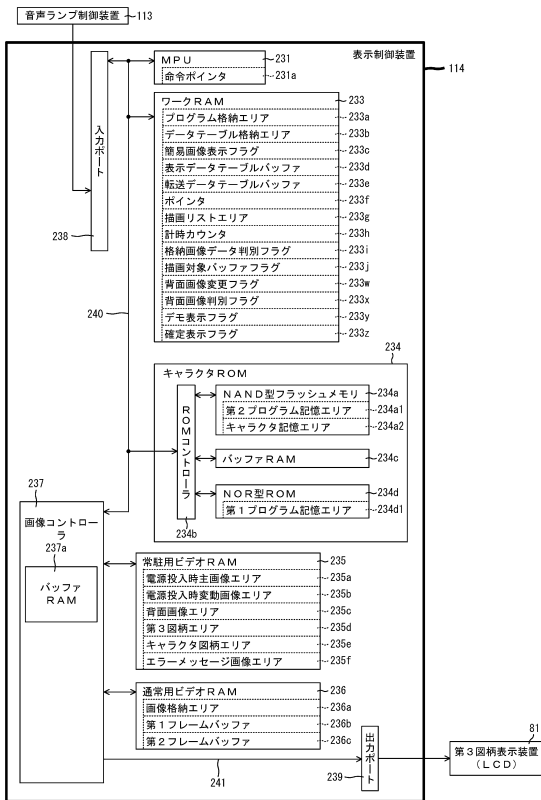 音声ランプ制御装置
113
表示制御装置
114
MPU
231
命令ポインタ
231a
入力ポート
238
ワークRAM
233
プログラム格納エリア
233a
データテーブル格納エリア
233b
簡易画像表示フラグ
233c
表示データテーブルバッファ
233d
転送データテーブルバッファ
233e
ポインタ
233f
描画リストエリア
233g
計時カウンタ
233h
格納画像データ判別フラグ
233i
描画対象バッファフラグ
233j
背面画像変更フラグ
233w
背面画像判別フラグ
233x
デモ表示フラグ
233y
確定表示フラグ
233z
240
234
キャラクタROM
ROMコントローラ
234b
NAND型フラッシュメモリ
234a
第2プログラム記憶エリア
234a1
キャラクタ記憶エリア
234a2
バッファRAM
234c
NOR型ROM
234d
第1プログラム記憶エリア
234d1
237
画像コントロー
ラ
237a
バッファ
RAM
常駐用ビデオRAM
235
電源投入時主画像エリア
235a
電源投入時変動画像エリア
235b
背面画像エリア
235c
第3図柄エリア
235d
キャラクタ図柄エリア
235e
エラーメッセージ画像エリア
235f
通常用ビデオRAM
236
画像格納エリア
236a
第1フレームバッファ
236b
第2フレームバッファ
236c
241
出力ポート
239
81
第3図柄表示装置
(LCD)